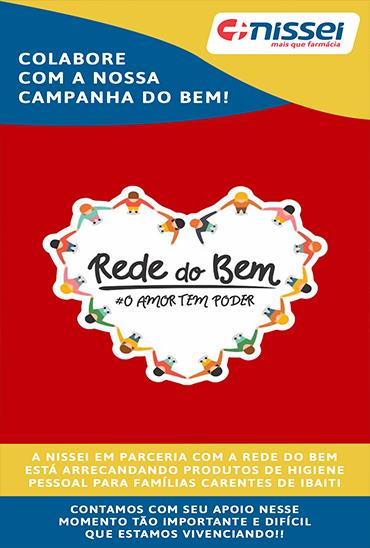 nissei
mais que farmácia
COLABORE
COM A NOSSA
CAMPANHA DO BEM!
Rede do Bem
#O AMOR TEM PODER
A NISSEI EM PARCERIA COM A REDE DO BEM
ESTÁ ARRECANDANDO PRODUTOS DE HIGIENE
PESSOAL PARA FAMÍLIAS CARENTES DE IBAITI
CONTAMOS COM SEU APOIO NESSE
MOMENTO TÃO IMPORTANTE E DIFÍCIL
QUE ESTAMOS VIVENCIANDO!!